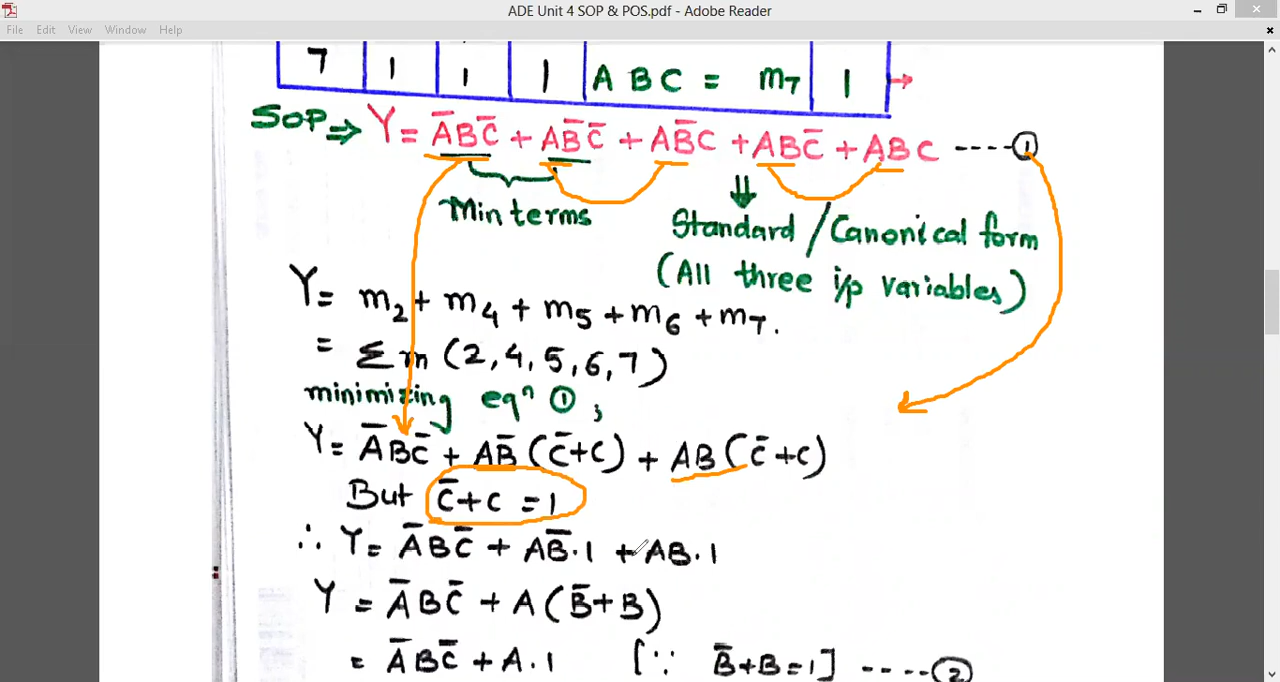 ADE Unit 4 SOP & POS.pdf - Adobe Reader
File Edit View Window Help
7 1 1 1 A B C = m₇ 1 →
SOP ⇒ Y = A̅BC̅ + AB̅C̅ + AB̅C + ABC̅ + ABC ----①
Min terms
Standard / Canonical form
(All three i/p variables)
Y = m₂ + m₄ + m₅ + m₆ + m₇.
= Σm (2, 4, 5, 6, 7)
minimizing eqⁿ ①,
Y = A̅BC̅ + AB̅ (C̅+C) + AB (C̅+C)
But C̅+C = 1
∴ Y = A̅BC̅ + AB̅·1 + AB·1
Y = A̅BC̅ + A (B̅+B)
= A̅BC̅ + A·1 [∵ B̅+B=1] -----②